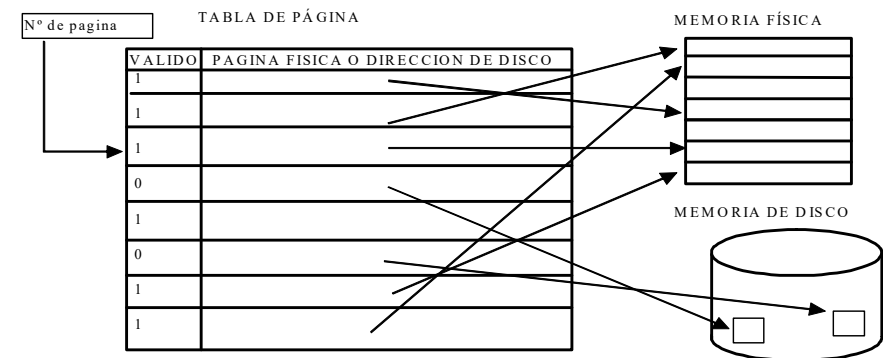 TABLA DE PÁGINA
MEMORIA FÍSICA
Nº de pagina
VALIDO PAGINA FISICA O DIRECCION DE DISCO
1
1
1
0
1
0
1
1
MEMORIA DE DISCO